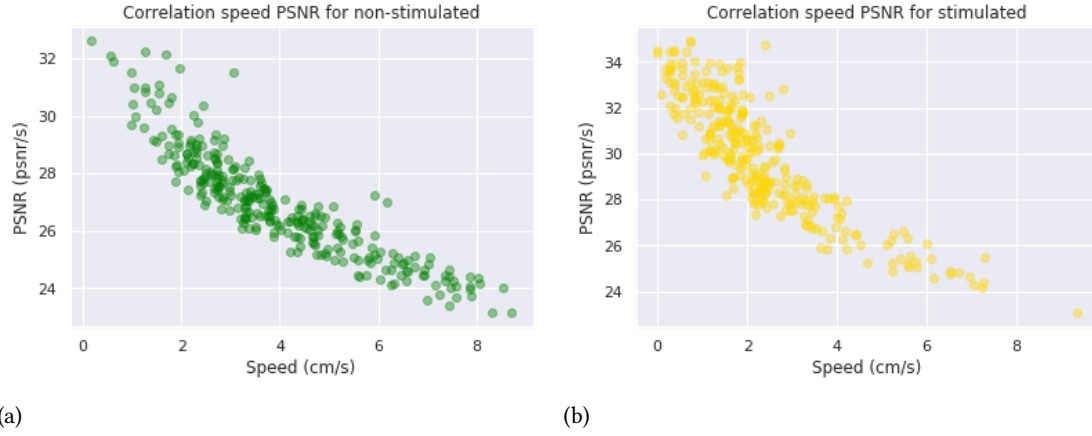 Correlation speed PSNR for non-stimulated
32
30
28
26
24
PSNR (psnr/s)
0 2 4 6 8
Speed (cm/s)
(a)
Correlation speed PSNR for stimulated
34
32
30
28
26
24
PSNR (psnr/s)
0 2 4 6 8
Speed (cm/s)
(b)